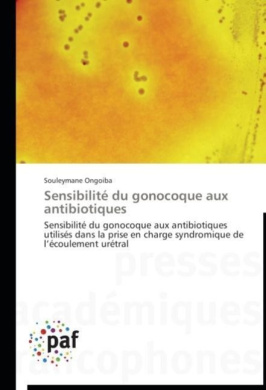 Souleymane Ongoiba
Sensibilité du gonocoque aux
antibiotiques
Sensibilité du gonocoque aux antibiotiques
utilisés dans la prise en charge syndromique de
l'écoulement urétral
presses
académiques
francophones
paf